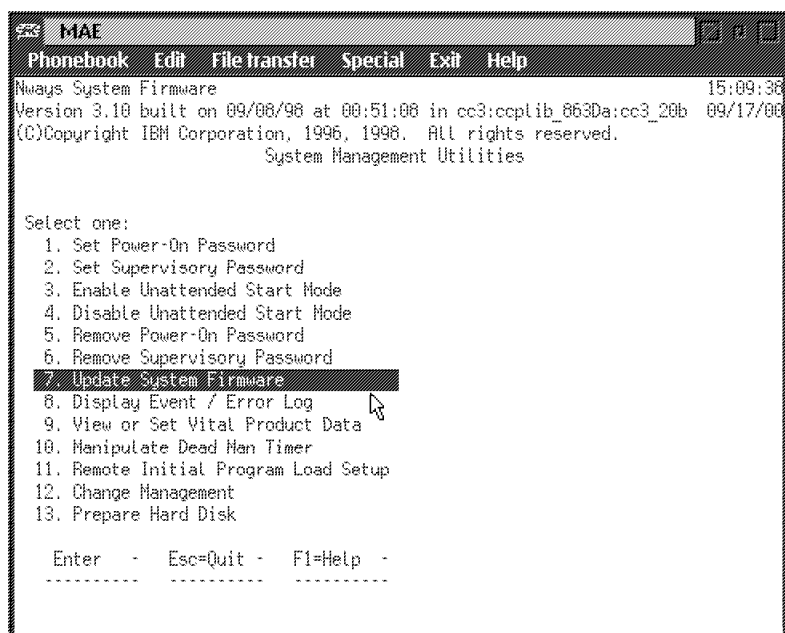 MAE
Phonebook Edit File transfer Special Exit Help
Nways System Firmware 15:09:38
Version 3.10 built on 09/08/98 at 00:51:08 in cc3:ccplib_863Da:cc3_20b 09/17/00
(C)Copyright IBM Corporation, 1996, 1998. All rights reserved.
System Management Utilities
Select one:
1. Set Power-On Password
2. Set Supervisory Password
3. Enable Unattended Start Mode
4. Disable Unattended Start Mode
5. Remove Power-On Password
6. Remove Supervisory Password
7. Update System Firmware
8. Display Event / Error Log
9. View or Set Vital Product Data
10. Manipulate Dead Man Timer
11. Remote Initial Program Load Setup
12. Change Management
13. Prepare Hard Disk
Enter - Esc=Quit - F1=Help -
---------- ---------- ----------